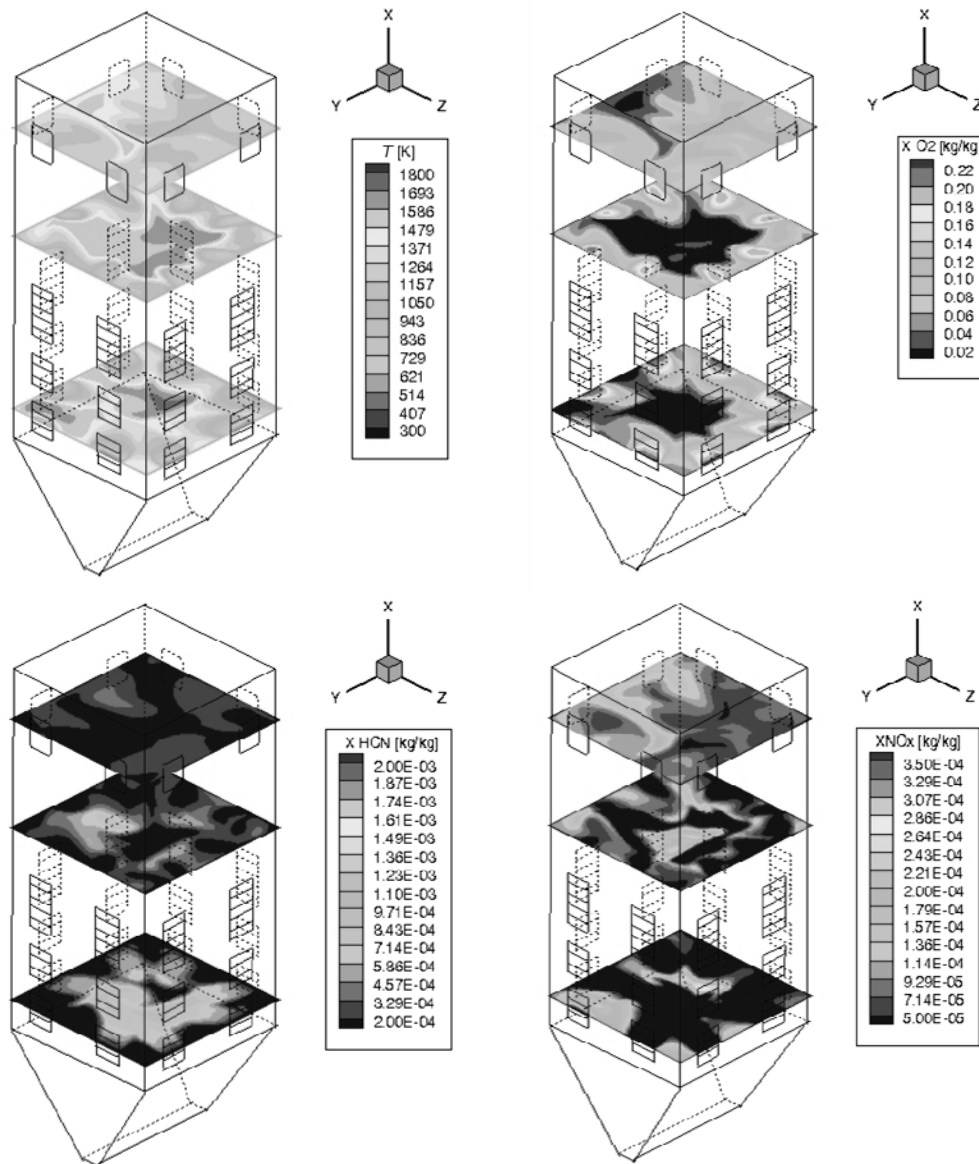 X
Y
Z
T [K]
1800
1693
1586
1479
1371
1264
1157
1050
943
836
729
621
514
407
300
X
Y
Z
X O2 [kg/kg]
0.22
0.20
0.18
0.16
0.14
0.12
0.10
0.08
0.06
0.04
0.02
X
Y
Z
X HCN [kg/kg]
2.00E-03
1.87E-03
1.74E-03
1.61E-03
1.49E-03
1.36E-03
1.23E-03
1.10E-03
9.71E-04
8.43E-04
7.14E-04
5.86E-04
4.57E-04
3.29E-04
2.00E-04
X
Y
Z
XNOx [kg/kg]
3.50E-04
3.29E-04
3.07E-04
2.86E-04
2.64E-04
2.43E-04
2.21E-04
2.00E-04
1.79E-04
1.57E-04
1.36E-04
1.14E-04
9.29E-05
7.14E-05
5.00E-05